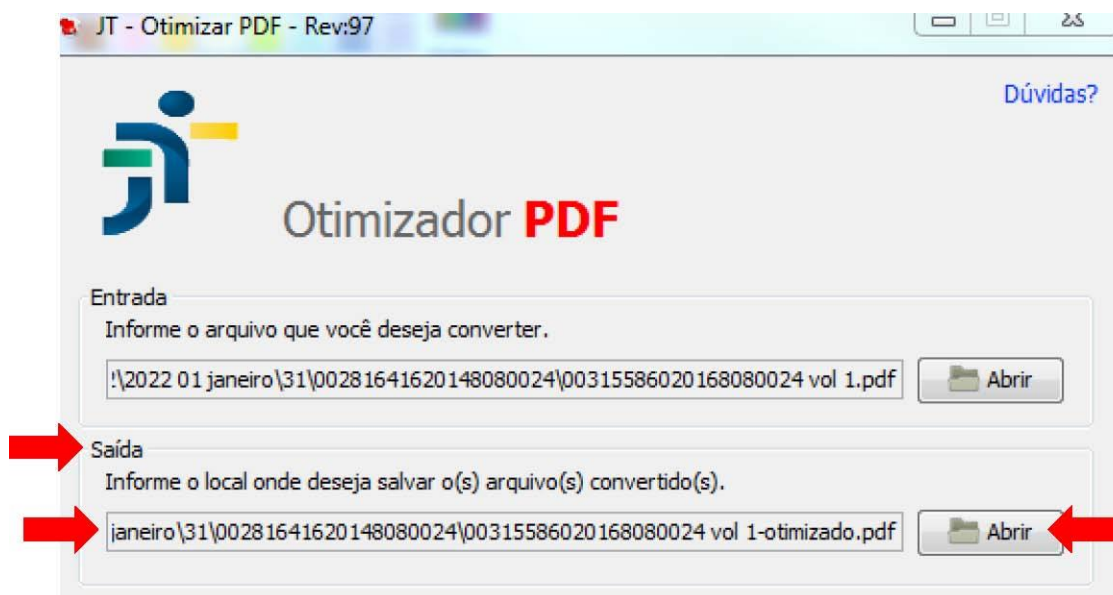 JT - Otimizar PDF - Rev:97
Dúvidas?
Otimizador PDF
Entrada
Informe o arquivo que você deseja converter.
!\2022 01 janeiro\31\00281641620148080024\00315586020168080024 vol 1.pdf Abrir
Saída
Informe o local onde deseja salvar o(s) arquivo(s) convertido(s).
janeiro\31\00281641620148080024\00315586020168080024 vol 1-otimizado.pdf Abrir